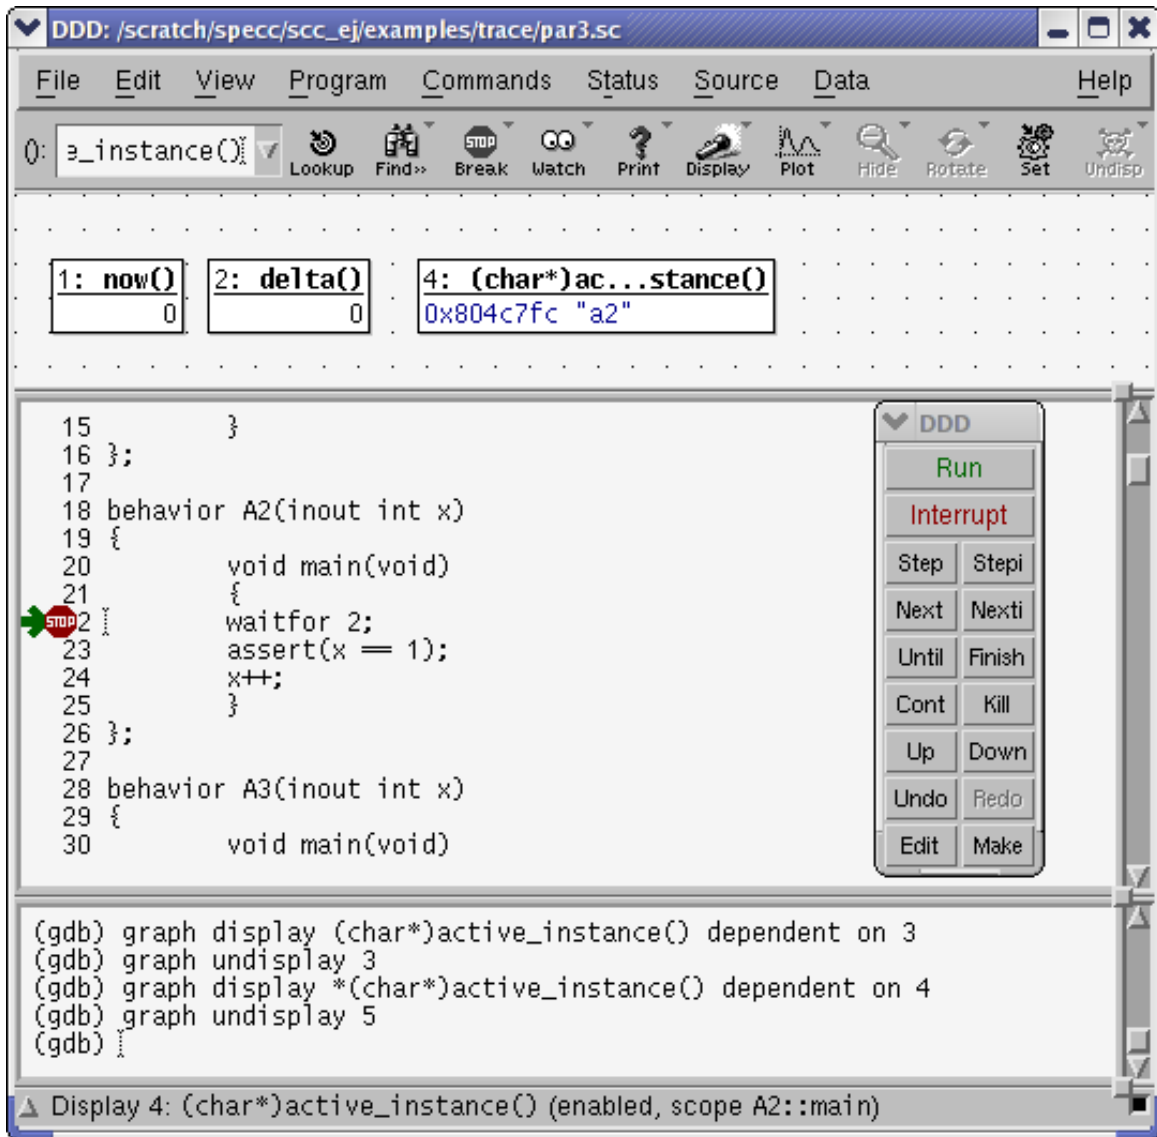 DDD: /scratch/specc/scc_ej/examples/trace/par3.sc
File Edit View Program Commands Status Source Data Help
(): e_instance() Lookup Find» Break Watch Print Display Plot Hide Rotate Set Undisp
STOP
1: now() 2: delta() 4: (char*)ac...stance()
0 0 0x804c7fc "a2"
15 }
16 };
17
18 behavior A2(inout int x)
19 {
20 void main(void)
21 {
STOP 2 waitfor 2;
23 assert(x == 1);
24 x++;
25 }
26 };
27
28 behavior A3(inout int x)
29 {
30 void main(void)
DDD
Run
Interrupt
Step Stepi
Next Nexti
Until Finish
Cont Kill
Up Down
Undo Redo
Edit Make
(gdb) graph display (char*)active_instance() dependent on 3
(gdb) graph undisplay 3
(gdb) graph display *(char*)active_instance() dependent on 4
(gdb) graph undisplay 5
(gdb)
Display 4: (char*)active_instance() (enabled, scope A2::main)